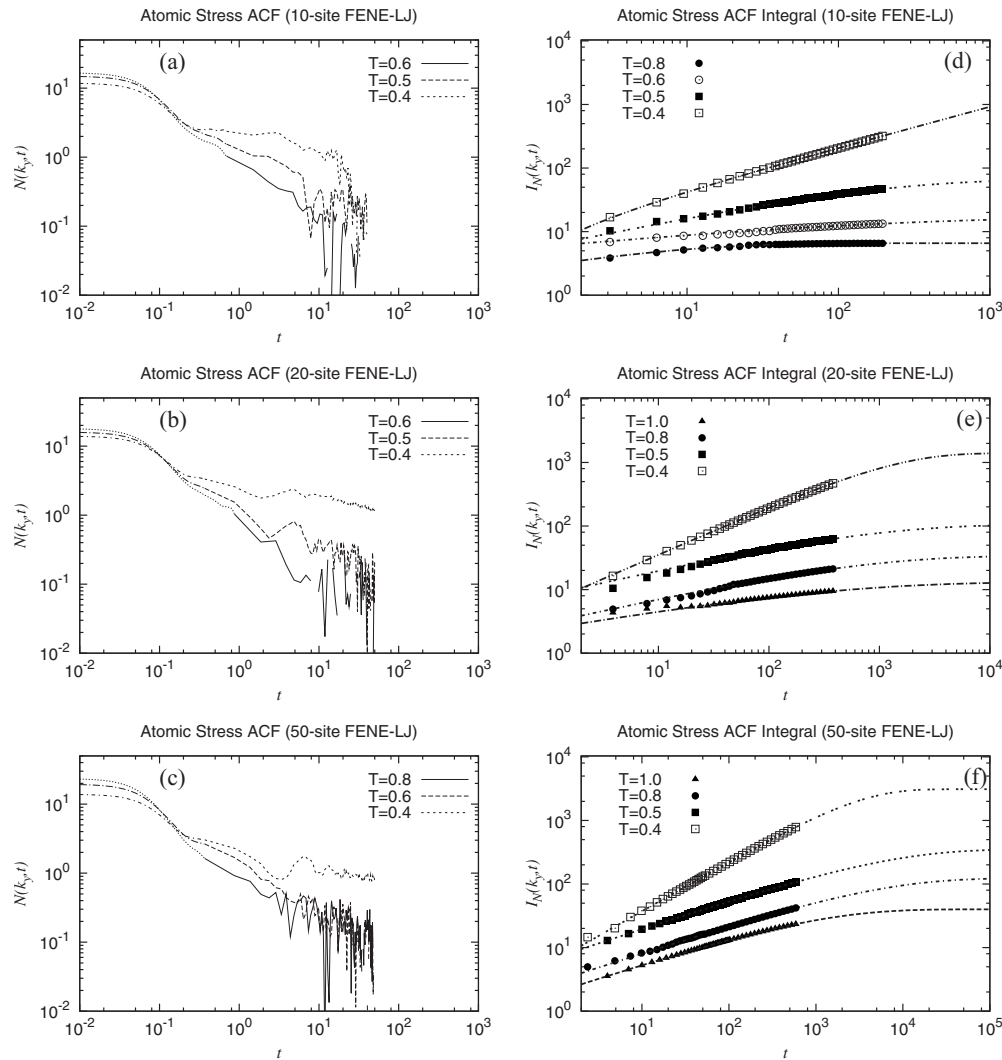 Atomic Stress ACF (10-site FENE-LJ)
(a)
T=0.6
T=0.5
T=0.4
N(k_y,t)
10^1
10^0
10^-1
10^-2
10^-2 10^-1 10^0 10^1 10^2 10^3
t
Atomic Stress ACF Integral (10-site FENE-LJ)
(d)
T=0.8
T=0.6
T=0.5
T=0.4
I_N(k_y,t)
10^4
10^3
10^2
10^1
10^0
10^1 10^2 10^3
t
Atomic Stress ACF (20-site FENE-LJ)
(b)
T=0.6
T=0.5
T=0.4
N(k_y,t)
10^1
10^0
10^-1
10^-2
10^-2 10^-1 10^0 10^1 10^2 10^3
t
Atomic Stress ACF Integral (20-site FENE-LJ)
(e)
T=1.0
T=0.8
T=0.5
T=0.4
I_N(k_y,t)
10^4
10^3
10^2
10^1
10^0
10^1 10^2 10^3 10^4
t
Atomic Stress ACF (50-site FENE-LJ)
(c)
T=0.8
T=0.6
T=0.4
N(k_y,t)
10^1
10^0
10^-1
10^-2
10^-2 10^-1 10^0 10^1 10^2 10^3
t
Atomic Stress ACF Integral (50-site FENE-LJ)
(f)
T=1.0
T=0.8
T=0.5
T=0.4
I_N(k_y,t)
10^4
10^3
10^2
10^1
10^0
10^1 10^2 10^3 10^4 10^5
t